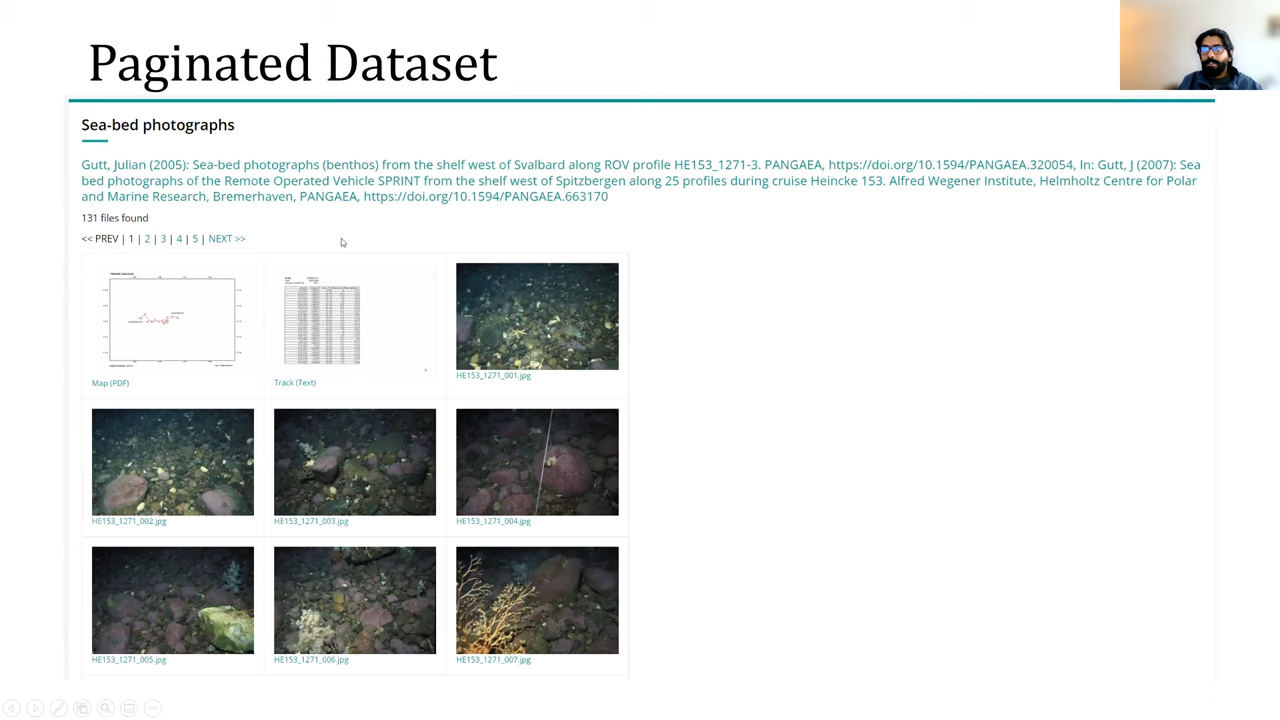 Paginated Dataset
Sea-bed photographs
Gutt, Julian (2005): Sea-bed photographs (benthos) from the shelf west of Svalbard along ROV profile HE153_1271-3. PANGAEA, https://doi.org/10.1594/PANGAEA.320054, In: Gutt, J (2007): Sea
bed photographs of the Remote Operated Vehicle SPRINT from the shelf west of Spitzbergen along 25 profiles during cruise Heincke 153. Alfred Wegener Institute, Helmholtz Centre for Polar
and Marine Research, Bremerhaven, PANGAEA, https://doi.org/10.1594/PANGAEA.663170
131 files found
<< PREV | 1 | 2 | 3 | 4 | 5 | NEXT >>
Map (PDF)
Track (Text)
HE153_1271_001.jpg
HE153_1271_002.jpg
HE153_1271_003.jpg
HE153_1271_004.jpg
HE153_1271_005.jpg
HE153_1271_006.jpg
HE153_1271_007.jpg